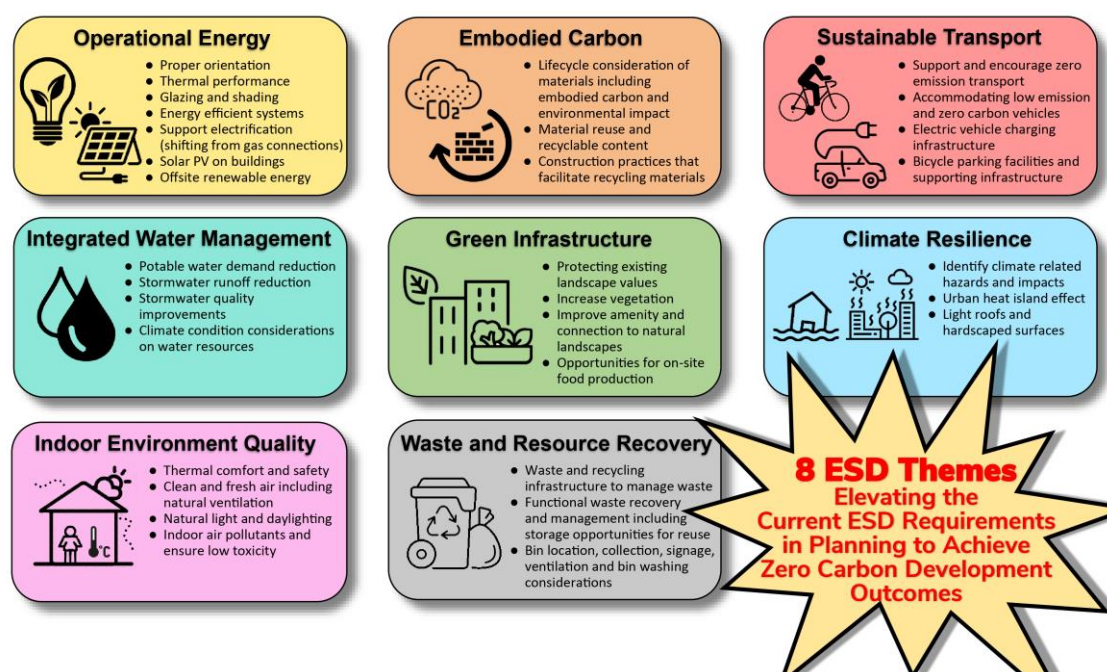 Operational Energy
● Proper orientation
● Thermal performance
● Glazing and shading
● Energy efficient systems
● Support electrification
(shifting from gas connections)
● Solar PV on buildings
● Offsite renewable energy
Embodied Carbon
CO₂
● Lifecycle consideration of
materials including
embodied carbon and
environmental impact
● Material reuse and
recyclable content
● Construction practices that
facilitate recycling materials
Sustainable Transport
● Support and encourage zero
emission transport
● Accommodating low emission
and zero carbon vehicles
● Electric vehicle charging
infrastructure
● Bicycle parking facilities and
supporting infrastructure
Integrated Water Management
● Potable water demand reduction
● Stormwater runoff reduction
● Stormwater quality
improvements
● Climate condition considerations
on water resources
Green Infrastructure
● Protecting existing
landscape values
● Increase vegetation
● Improve amenity and
connection to natural
landscapes
● Opportunities for on-site
food production
Climate Resilience
● Identify climate related
hazards and impacts
● Urban heat island effect
● Light roofs and
hardscaped surfaces
Indoor Environment Quality
°C
● Thermal comfort and safety
● Clean and fresh air including
natural ventilation
● Natural light and daylighting
● Indoor air pollutants and
ensure low toxicity
Waste and Resource Recovery
● Waste and recycling
infrastructure to manage waste
● Functional waste recovery
and management including
storage opportunities for reuse
● Bin location, collection, signage,
ventilation and bin washing
considerations
8 ESD Themes
Elevating the
Current ESD Requirements
in Planning to Achieve
Zero Carbon Development
Outcomes